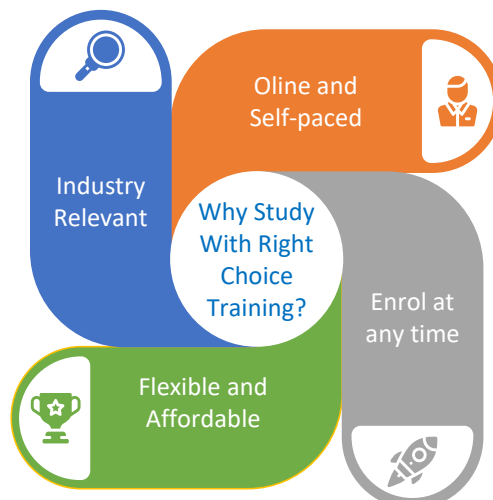 Oline and
Self-paced
Industry
Relevant
Why Study
With Right
Choice
Training?
Enrol at
any time
Flexible and
Affordable